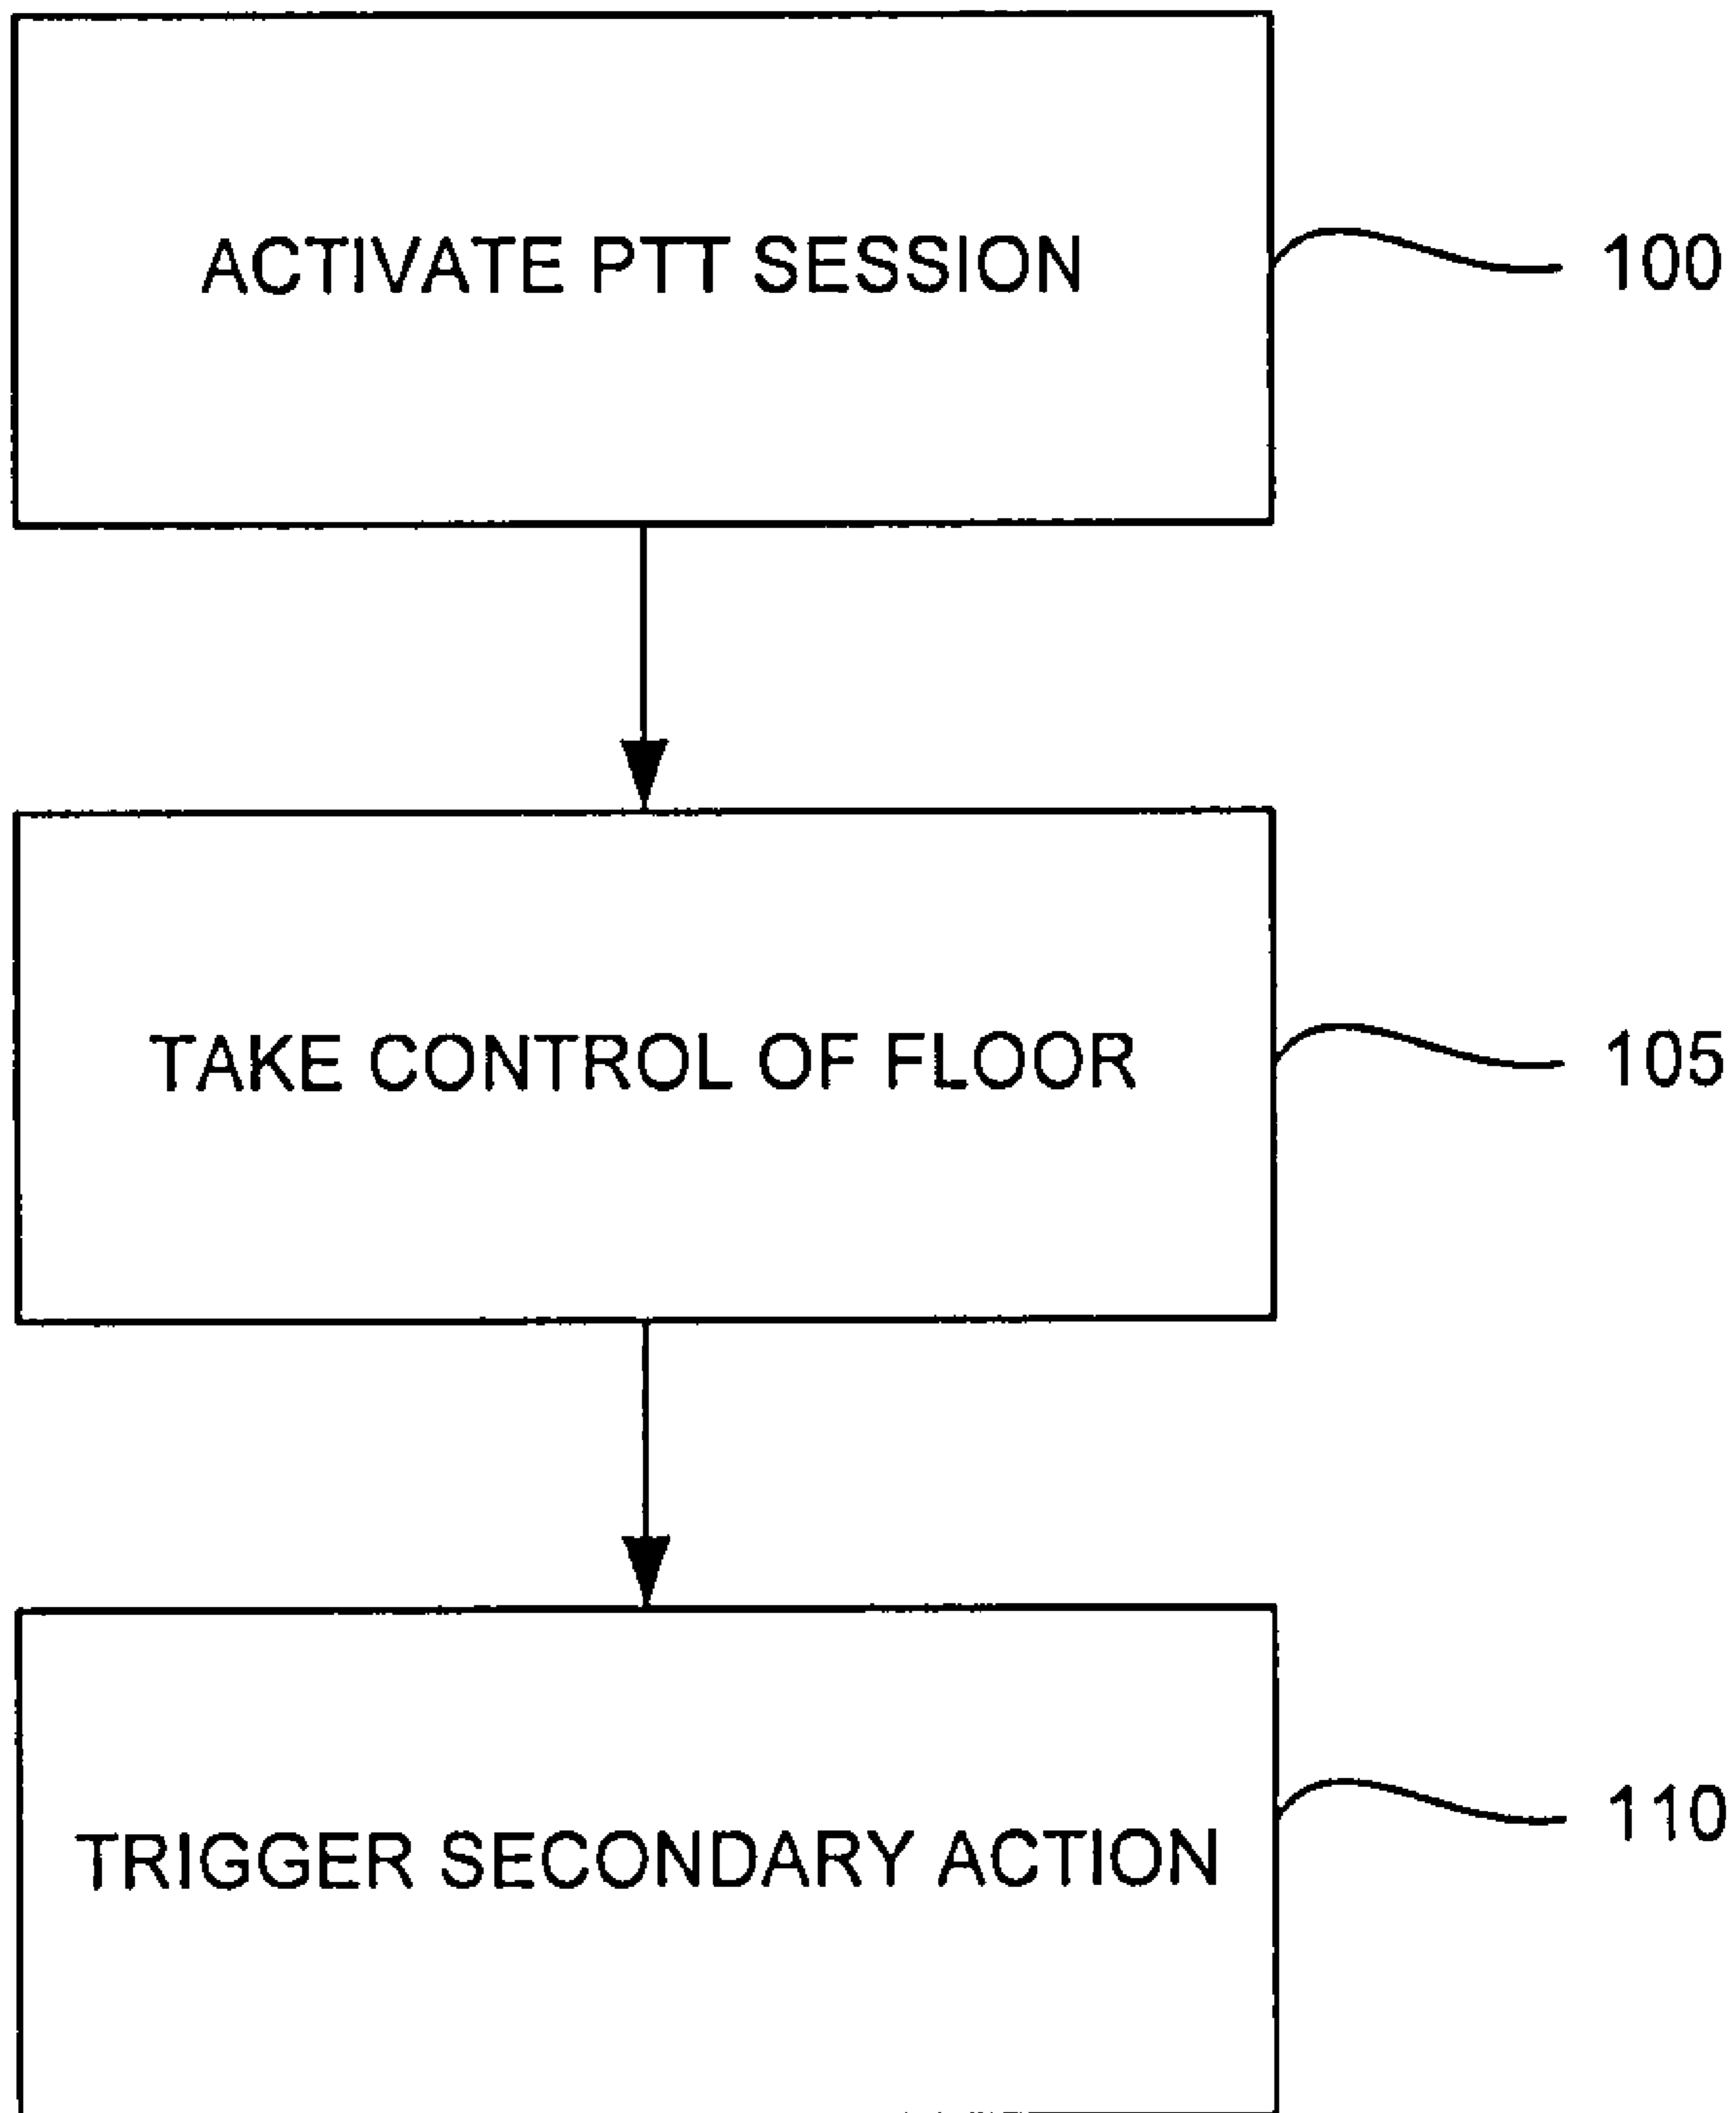 ACTIVATE PTT SESSION
100
TAKE CONTROL OF FLOOR
105
TRIGGER SECONDARY ACTION
110